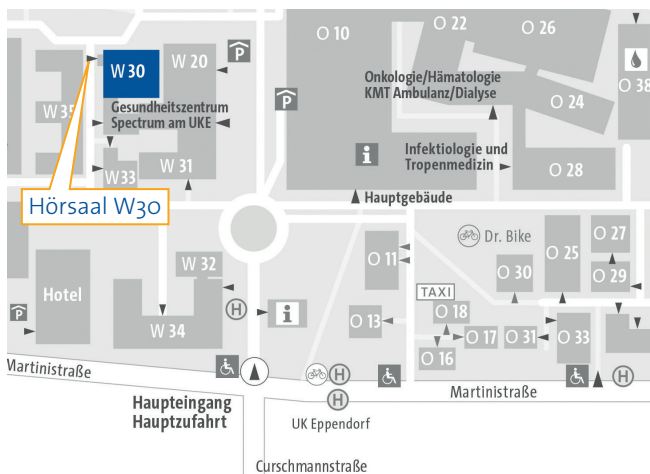 O 22
O 26
O 10
W 30
W 20
P
O 38
Onkologie/Hämatologie
KMT Ambulanz/Dialyse
O 24
P
W 35
Gesundheitszentrum
Spectrum am UKE
i
Infektiologie und
Tropenmedizin
W 33
W 31
O 28
Hörsaal W30
Hauptgebäude
Dr. Bike
O 25
O 27
O 11
W 32
O 30
O 29
Hotel
TAXI
P
H
i
O 13
O 18
W 34
O 17
O 31
O 33
O 16
Martinistraße
H
H
Martinistraße
Haupteingang
Hauptzufahrt
H
UK Eppendorf
Curschmannstraße